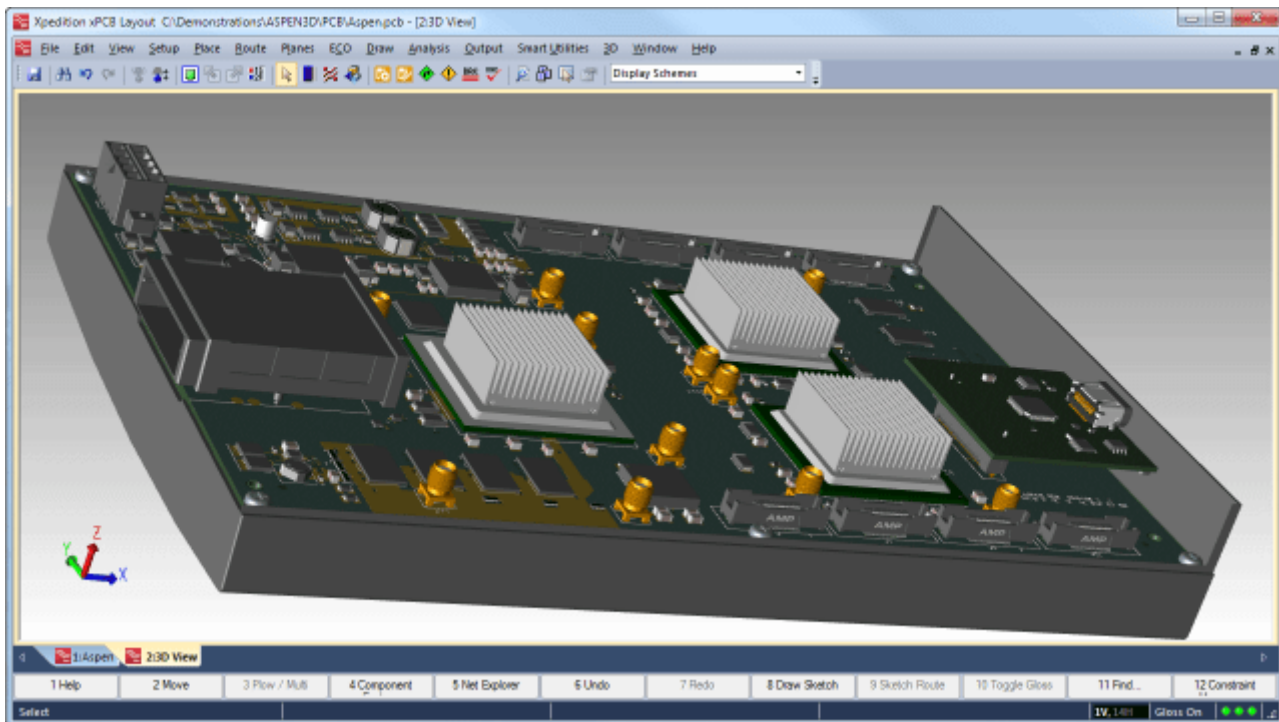 Xpedition xPCB Layout C:\Demonstrations\ASPEN3D\PCB\Aspen.pcb - [2:3D View]
File Edit View Setup Place Route Planes ECO Draw Analysis Output Smart Utilities 3D Window Help
Display Schemes
AMP AMP AMP AMP
Z
Y
X
1:Aspen 2:3D View
1 Help 2 Move 3 Plow / Multi 4 Component 5 Net Explorer 6 Undo 7 Redo 8 Draw Sketch 9 Sketch Route 10 Toggle Gloss 11 Find... 12 Constraint
Select 1V, 14H Gloss On